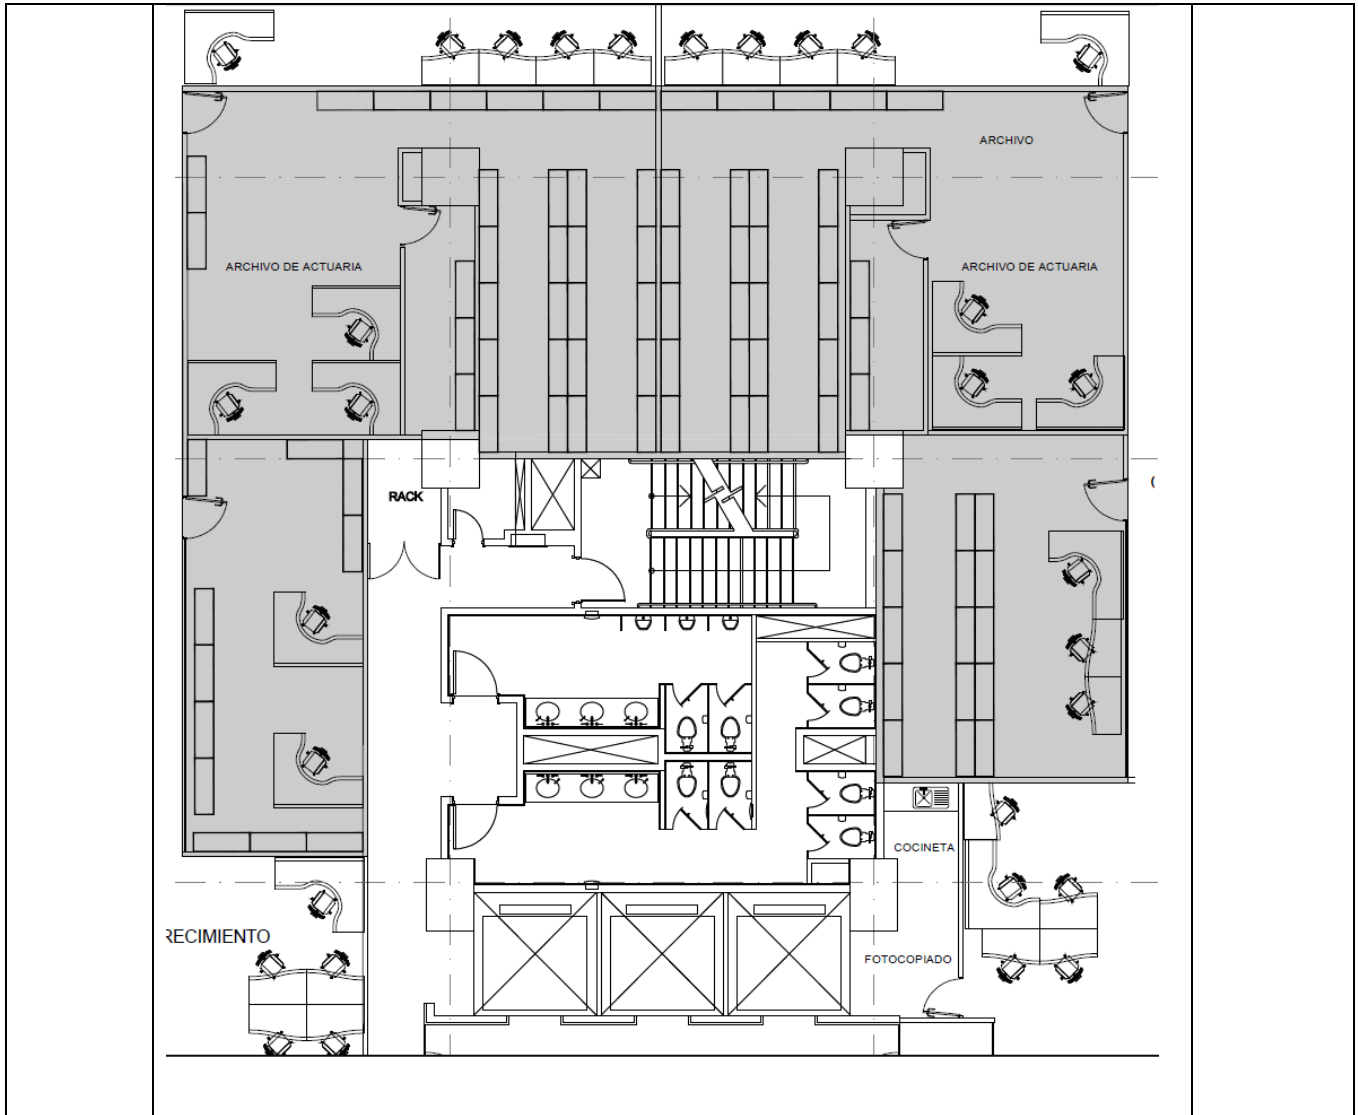 ARCHIVO
ARCHIVO DE ACTUARIA
ARCHIVO DE ACTUARIA
RACK
COCINETA
RECIMIENTO
FOTOCOPIADO